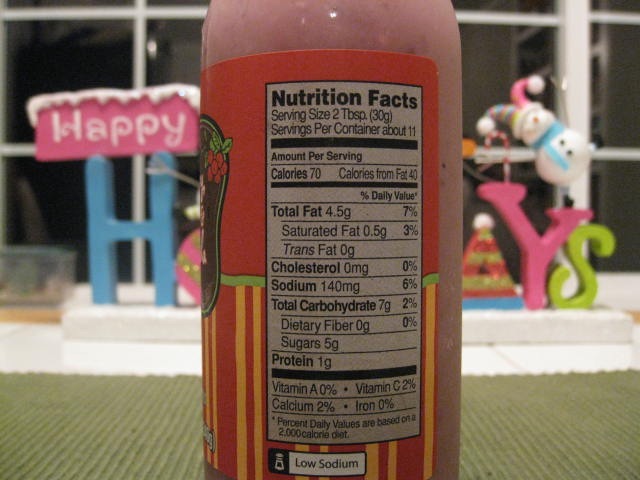 Happy
H
YS
Nutrition Facts
Serving Size 2 Tbsp. (30g)
Servings Per Container about 11
Amount Per Serving
Calories 70 Calories from Fat 40
% Daily Value*
Total Fat 4.5g 7%
Saturated Fat 0.5g 3%
Trans Fat 0g
Cholesterol 0mg 0%
Sodium 140mg 6%
Total Carbohydrate 7g 2%
Dietary Fiber 0g 0%
Sugars 5g
Protein 1g
Vitamin A 0% • Vitamin C 2%
Calcium 2% • Iron 0%
* Percent Daily Values are based on a
2,000 calorie diet.
Low Sodium